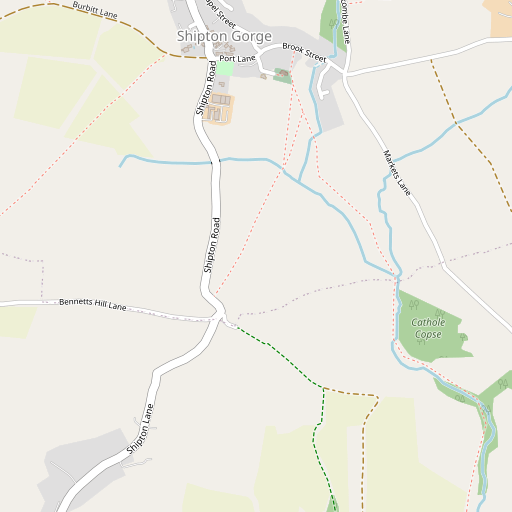 Burbitt Lane
pel Street
combe Lane
Shipton Gorge
Brook Street
Port Lane
Shipton Road
Markets Lane
Shipton Road
Bennetts Hill Lane
Cathole
Copse
Shipton Lane